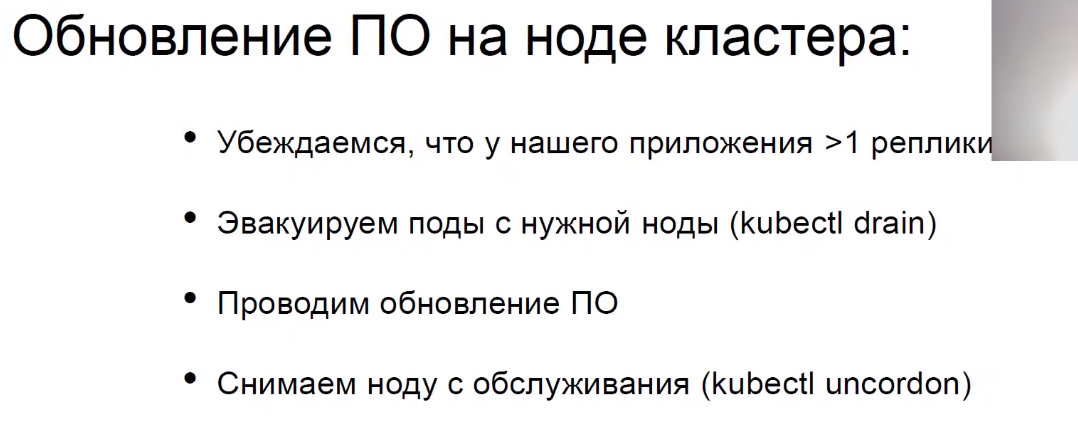 Обновление ПО на ноде кластера:
• Убеждаемся, что у нашего приложения >1 реплики
• Эвакуируем поды с нужной ноды (kubectl drain)
• Проводим обновление ПО
• Снимаем ноду с обслуживания (kubectl uncordon)